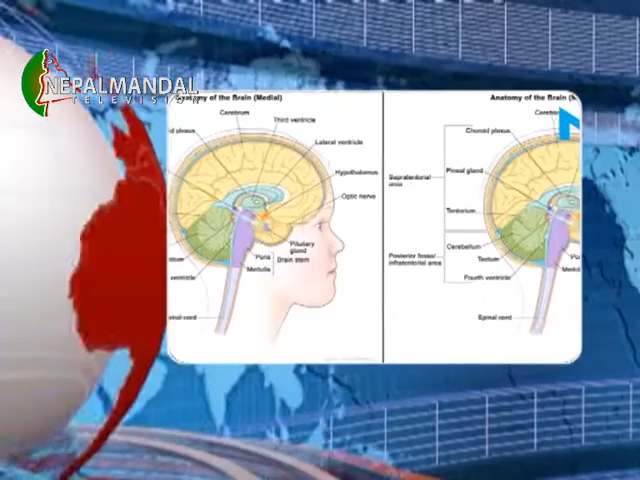 NEPALMANDAL
TELEVISION
Anatomy of the Brain (Medial)
Cerebrum
Third ventricle
Lateral ventricle
Hypothalamus
Optic nerve
Pituitary
gland
Pons
Brain stem
Medulla
ventricle
cord
Anatomy of the Brain
Choroid plexus
Pineal gland
Supratentorial
area
Tentorium
Cerebellum
Posterior fossa/
infratentorial area
Tectum
Fourth ventricle
Spinal cord